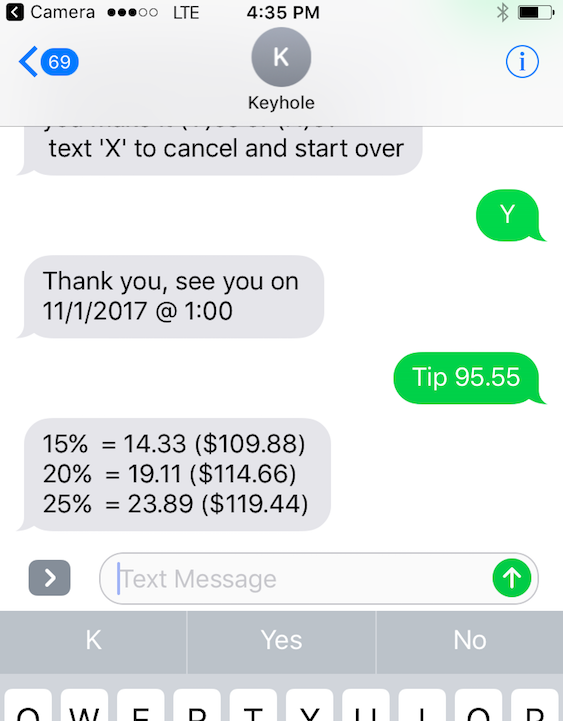 Camera LTE 4:35 PM
69
K
i
Keyhole
text 'X' to cancel and start over
Y
Thank you, see you on
11/1/2017 @ 1:00
Tip 95.55
15% = 14.33 ($109.88)
20% = 19.11 ($114.66)
25% = 23.89 ($119.44)
Text Message
K Yes No
Q W E R T Y U I O P